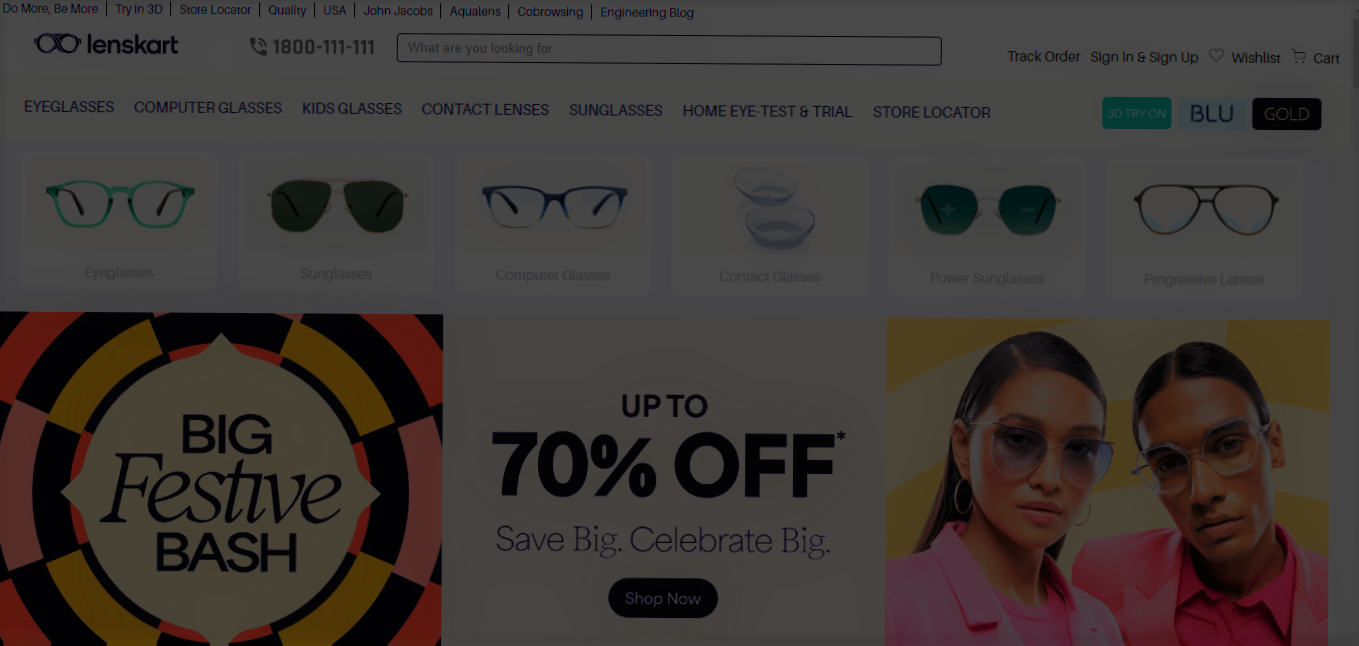 Do More, Be More | Try in 3D | Store Locator | Quality | USA | John Jacobs | Aqualens | Cobrowsing | Engineering Blog
lenskart 1800-111-111 What are you looking for Track Order Sign In & Sign Up Wishlist Cart
EYEGLASSES COMPUTER GLASSES KIDS GLASSES CONTACT LENSES SUNGLASSES HOME EYE-TEST & TRIAL STORE LOCATOR 3D TRY ON BLU GOLD
Eyeglasses Sunglasses Computer Glasses Contact Glasses Power Sunglasses Progressive Lenses
BIG
Festive
BASH
UP TO
70% OFF*
Save Big. Celebrate Big.
Shop Now